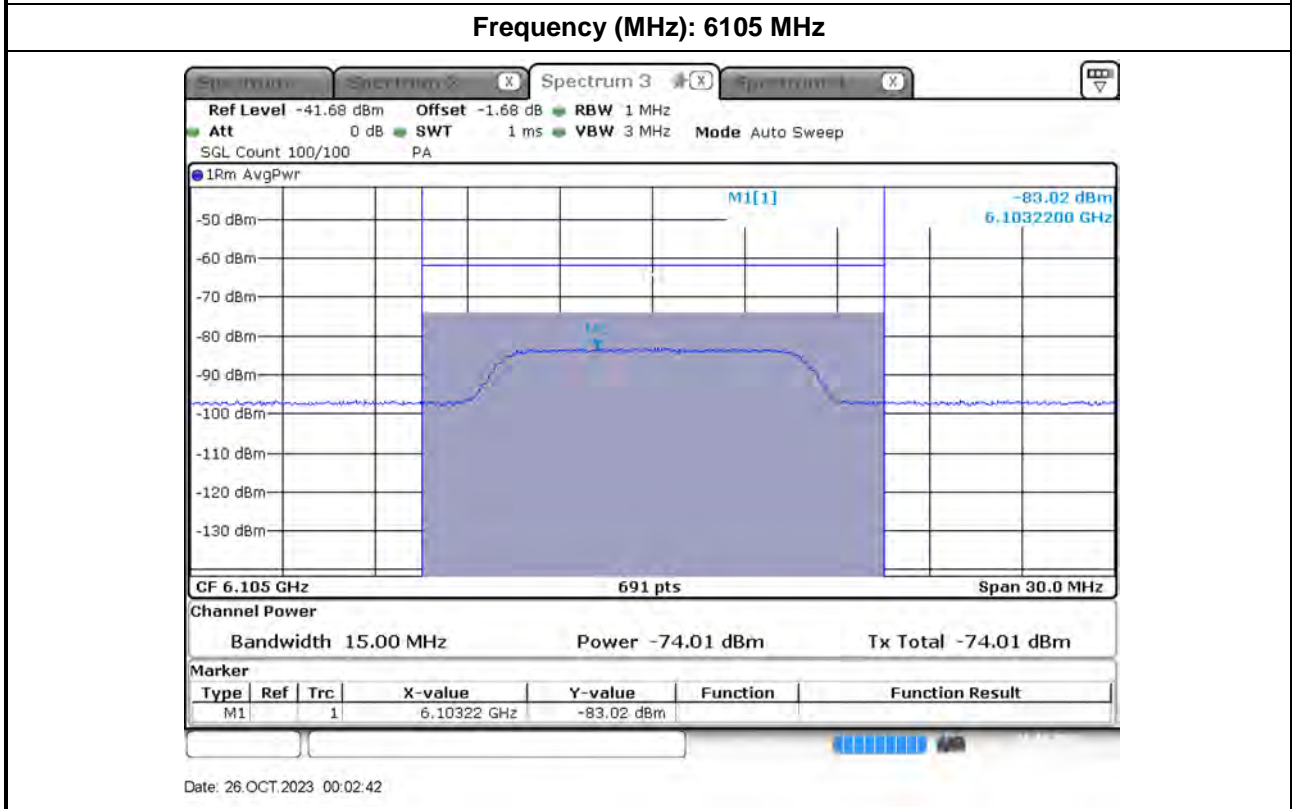 Frequency (MHz): 6105 MHz
Spectrum 3
Ref Level -41.68 dBm Offset -1.68 dB RBW 1 MHz
Att 0 dB SWT 1 ms VBW 3 MHz Mode Auto Sweep
SGL Count 100/100 PA
1Rm AvgPwr
M1[1] -83.02 dBm
6.1032200 GHz
-50 dBm
-60 dBm
-70 dBm
-80 dBm
-90 dBm
-100 dBm
-110 dBm
-120 dBm
-130 dBm
CF 6.105 GHz 691 pts Span 30.0 MHz
Channel Power
Bandwidth 15.00 MHz Power -74.01 dBm Tx Total -74.01 dBm
Marker
Type Ref Trc X-value Y-value Function Function Result
M1 1 6.10322 GHz -83.02 dBm
Date: 26.OCT.2023 00:02:42